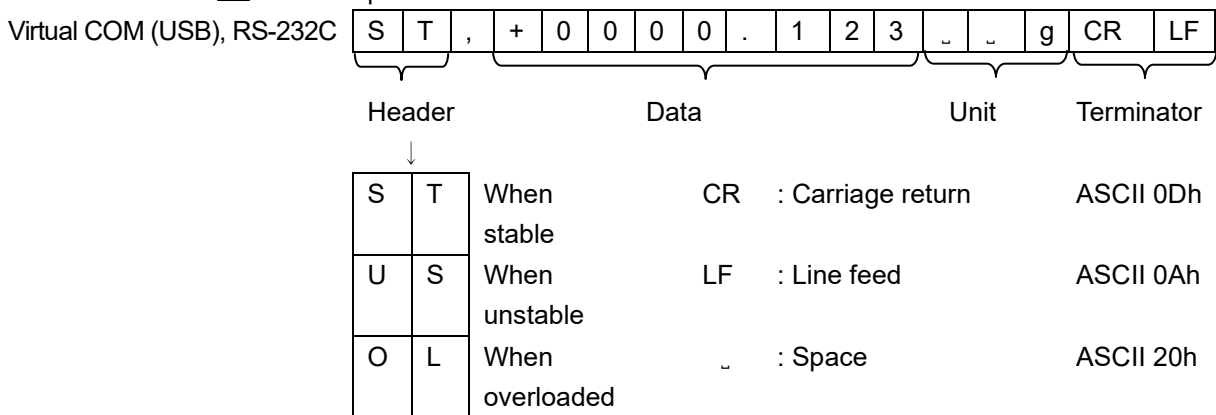 Virtual COM (USB), RS-232C S T , + 0 0 0 0 . 1 2 3 ␣ ␣ g CR LF
Header Data Unit Terminator
↓
S T When stable CR : Carriage return ASCII 0Dh
U S When unstable LF : Line feed ASCII 0Ah
O L When overloaded ␣ : Space ASCII 20h